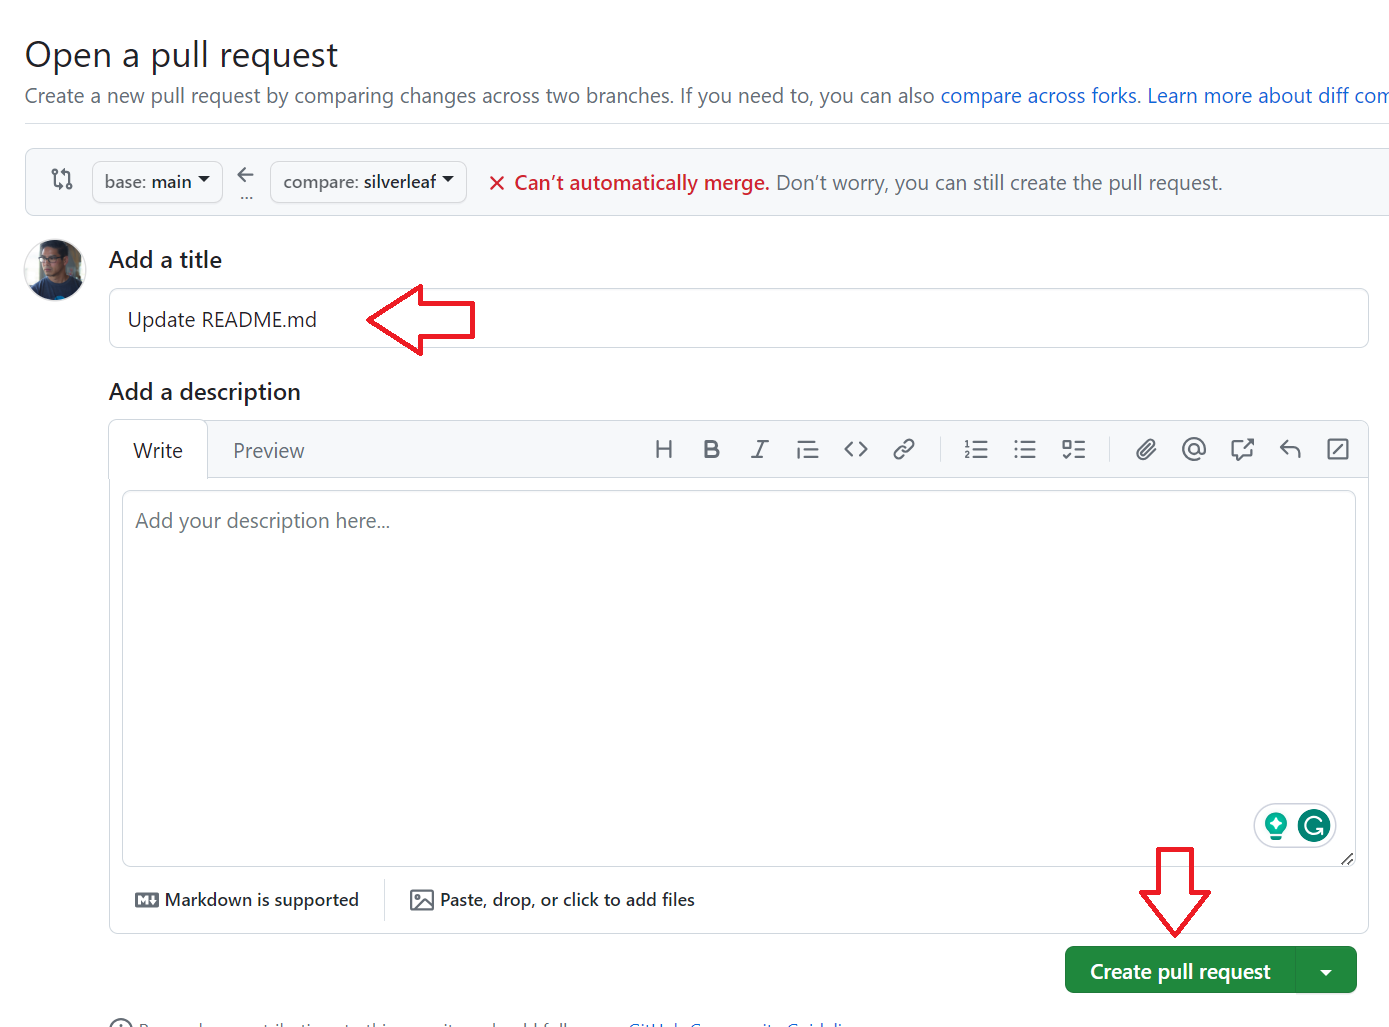 Open a pull request
Create a new pull request by comparing changes across two branches. If you need to, you can also compare across forks. Learn more about diff com
base: main
...
compare: silverleaf
Can’t automatically merge. Don’t worry, you can still create the pull request.
Add a title
Update README.md
Add a description
Write Preview
Add your description here...
Markdown is supported
Paste, drop, or click to add files
Create pull request